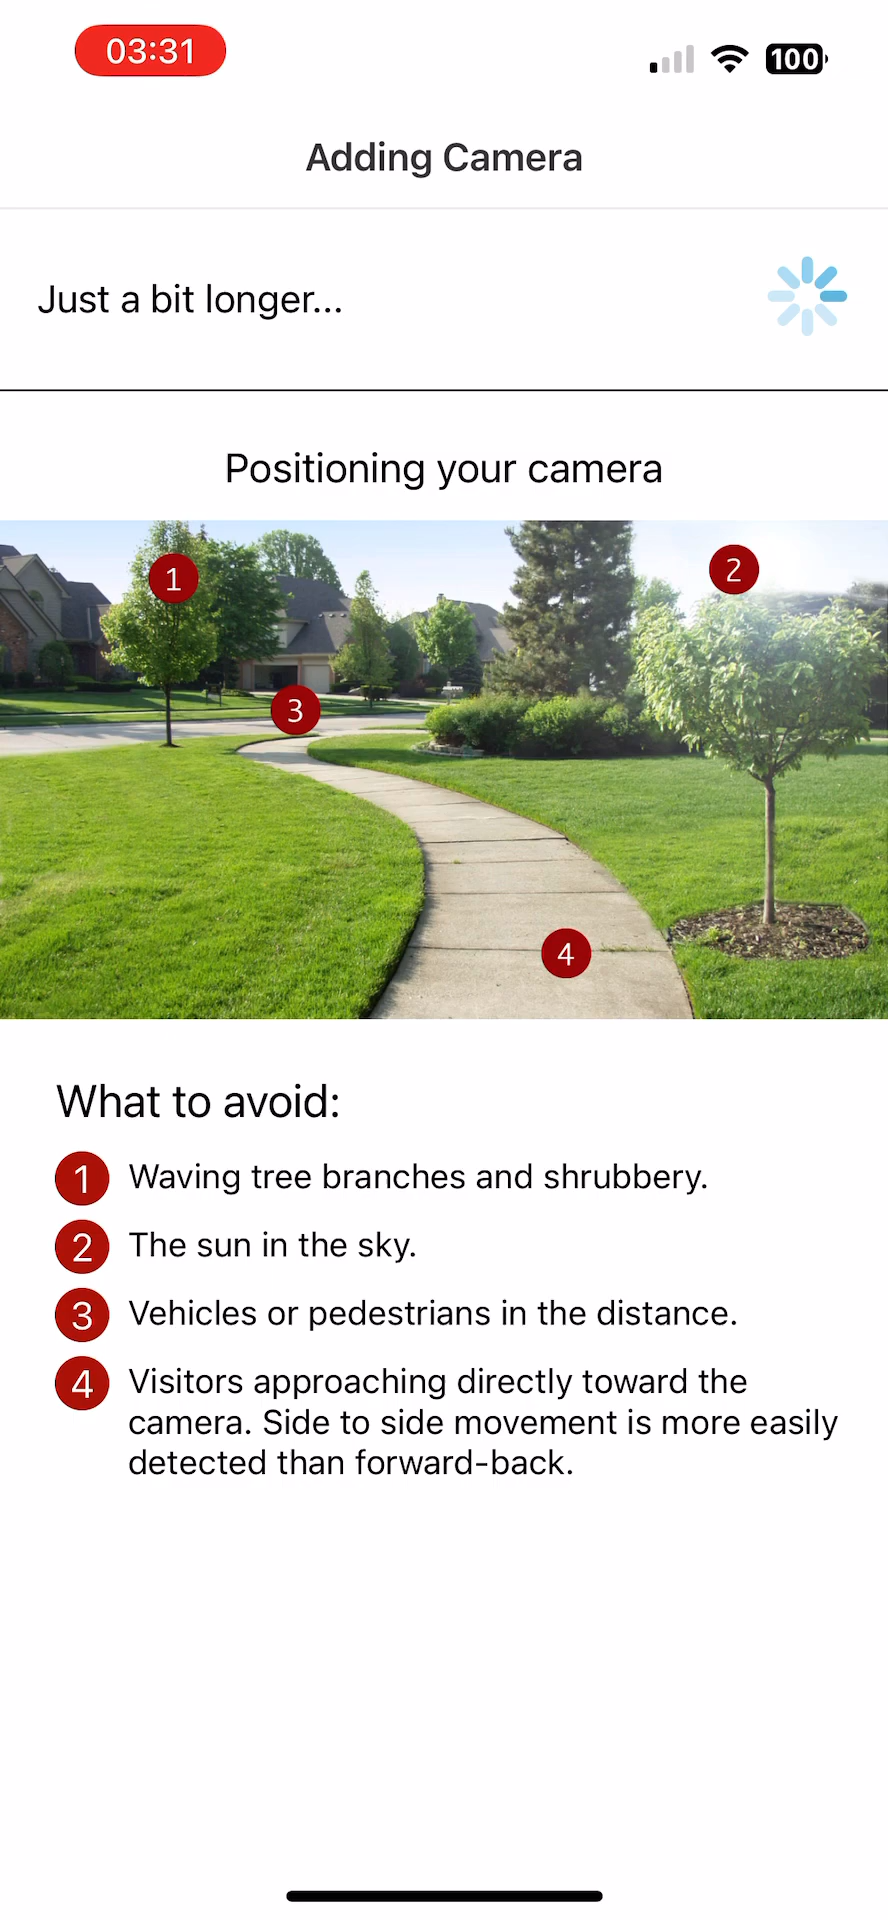 03:31
100
Adding Camera
Just a bit longer...
Positioning your camera
1
2
3
4
What to avoid:
1 Waving tree branches and shrubbery.
2 The sun in the sky.
3 Vehicles or pedestrians in the distance.
4 Visitors approaching directly toward the
camera. Side to side movement is more easily
detected than forward-back.